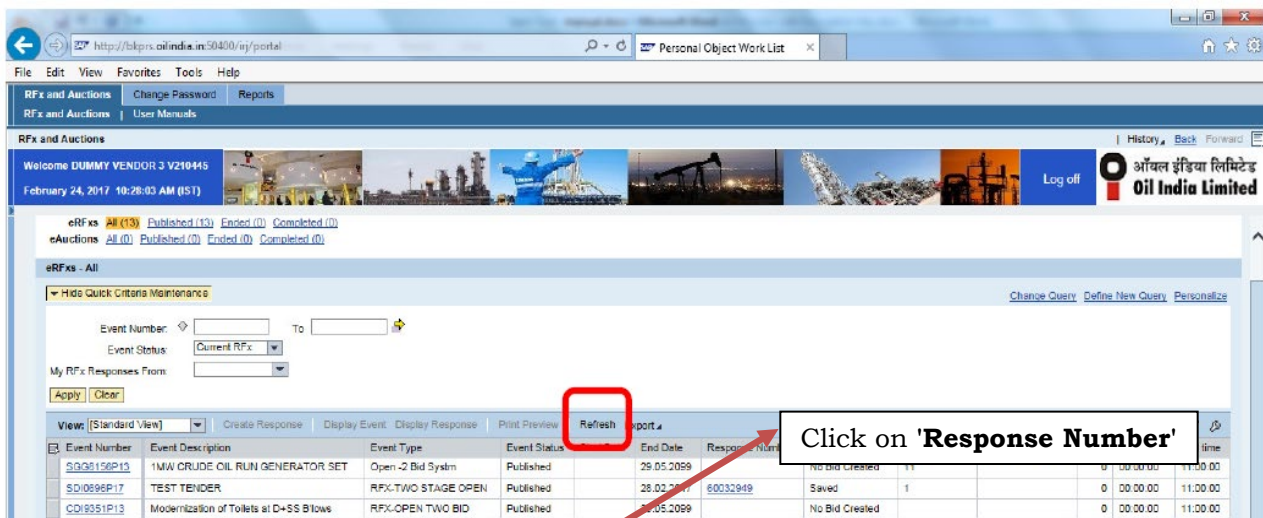 http://bkprs.oilindia.in:50400/irj/portal
Personal Object Work List
File Edit View Favorites Tools Help
RFx and Auctions Change Password Reports
RFx and Auctions | User Manuals
RFx and Auctions | History Back Forward
Welcome DUMMY VENDOR 3 V210445
February 24, 2017 10:28:03 AM (IST)
Log off
ऑयल इंडिया लिमिटेड
Oil India Limited
eRFxs All (13) Published (13) Ended (0) Completed (0)
eAuctions All (0) Published (0) Ended (0) Completed (0)
eRFxs - All
Hide Quick Criteria Maintenance Change Query Define New Query Personalize
Event Number: To
Event Status: Current RFx
My RFx Responses From:
Apply Clear
View: [Standard View] Create Response Display Event Display Response Print Preview Refresh Export
Click on 'Response Number'
Event Number Event Description Event Type Event Status End Date time
SGG6156P13 1MW CRUDE OIL RUN GENERATOR SET Open -2 Bid Systm Published 29.05.2099 No Bid Created 11 0 00:00:00 11:00:00
SDI0696P17 TEST TENDER RFX-TWO STAGE OPEN Published 60032949 Saved 1 0 00:00:00 11:00:00
CDI9351P13 Modernization of Toilets at D+SS B'lows RFX-OPEN TWO BID Published No Bid Created 0 00:00:00 11:00:00